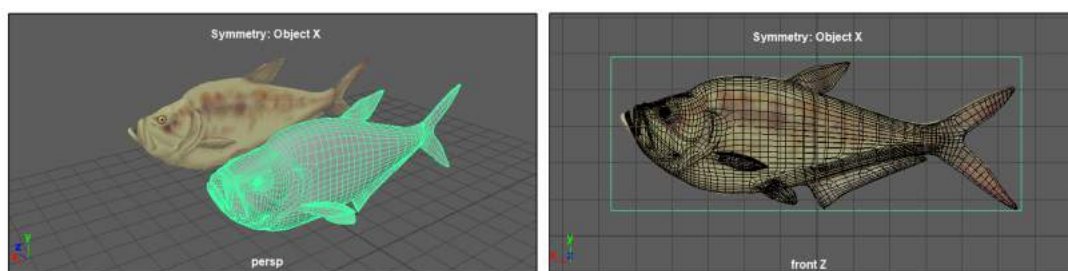 Symmetry: Object X
z y
x
persp
Symmetry: Object X
y
x
front Z